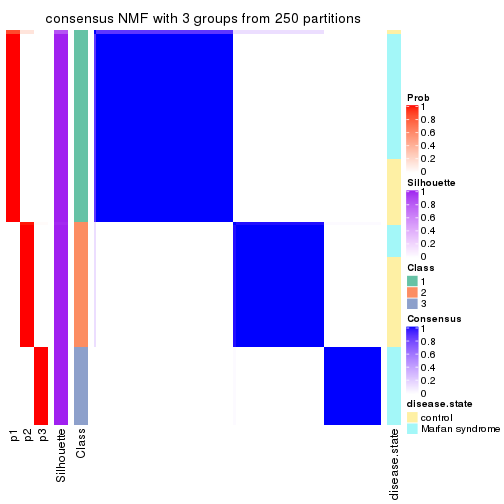 consensus NMF with 3 groups from 250 partitions
Prob
1
0.8
0.6
0.4
0.2
0
Silhouette
1
0.8
0.6
0.4
0.2
0
Class
1
2
3
Consensus
1
0.8
0.6
0.4
0.2
0
disease.state
control
Marfan syndrome
p1
p2
p3
Silhouette
Class
disease.state